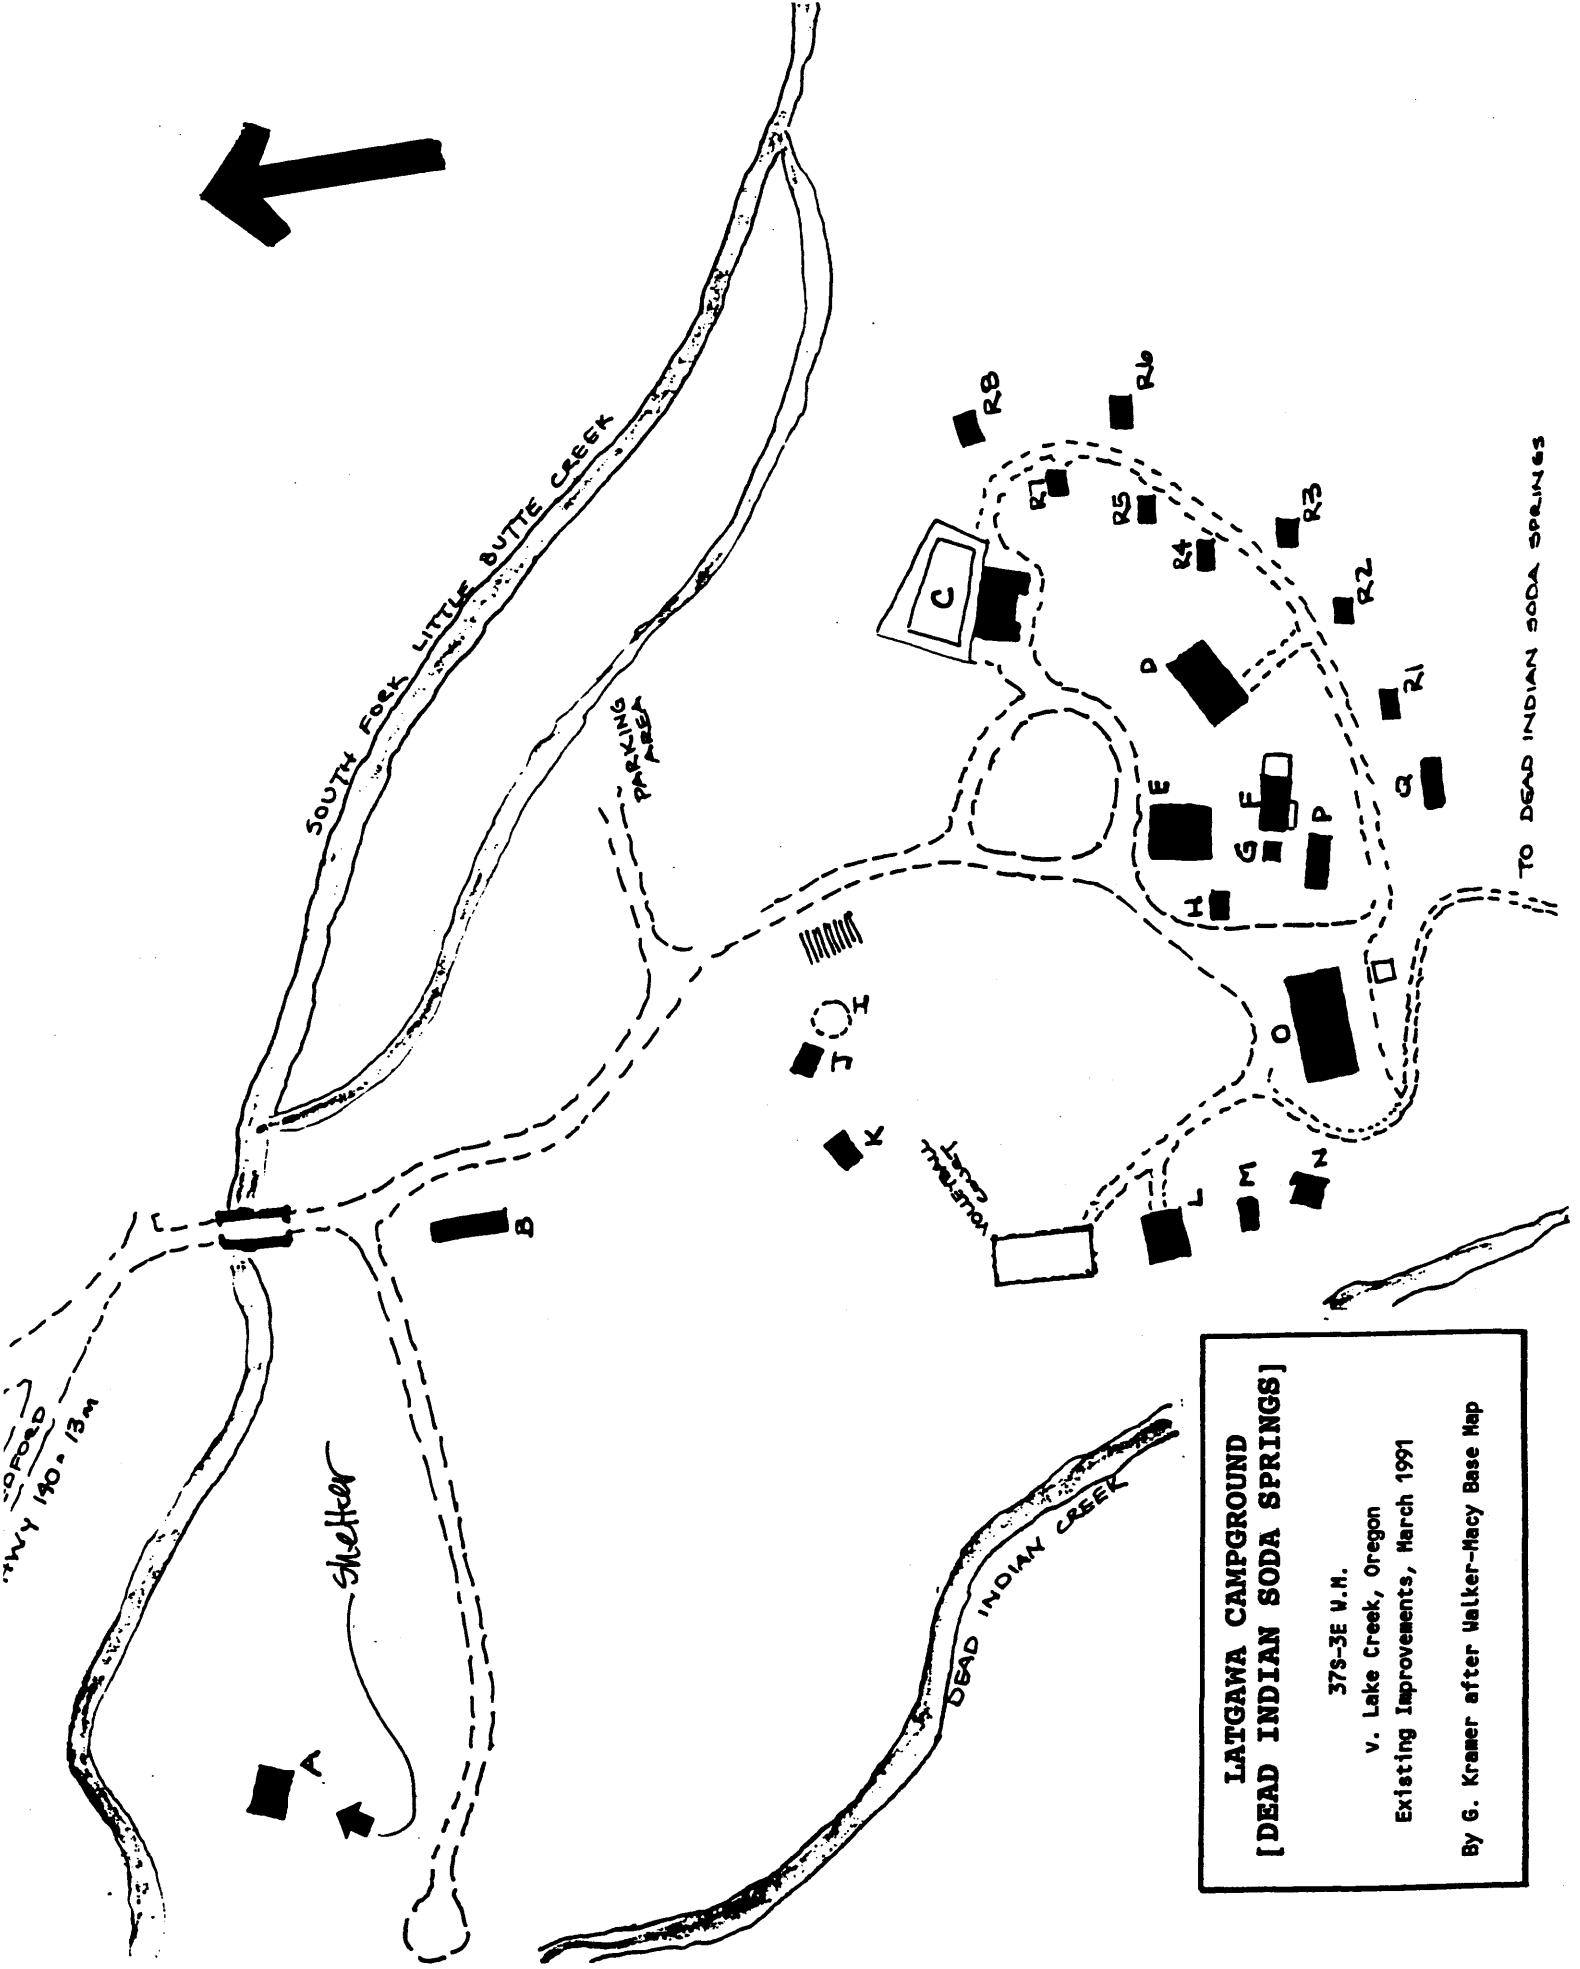 HWY 140 = 13 M
SOUTH FORK LITTLE BUTTE CREEK
PARKING
AREA
Shelter
A
B
C
D
E
F
G
H
I
J
K
VOLLEYBALL
COURT
L
M
N
O
P
Q
R1
R2
R3
R4
R5
R6
R7
R8
DEAD INDIAN CREEK
TO DEAD INDIAN SODA SPRINGS
LATGAWA CAMPGROUND
[DEAD INDIAN SODA SPRINGS]
37S-3E W.M.
v. Lake Creek, Oregon
Existing Improvements, March 1991
By G. Kramer after Walker-Macy Base Map